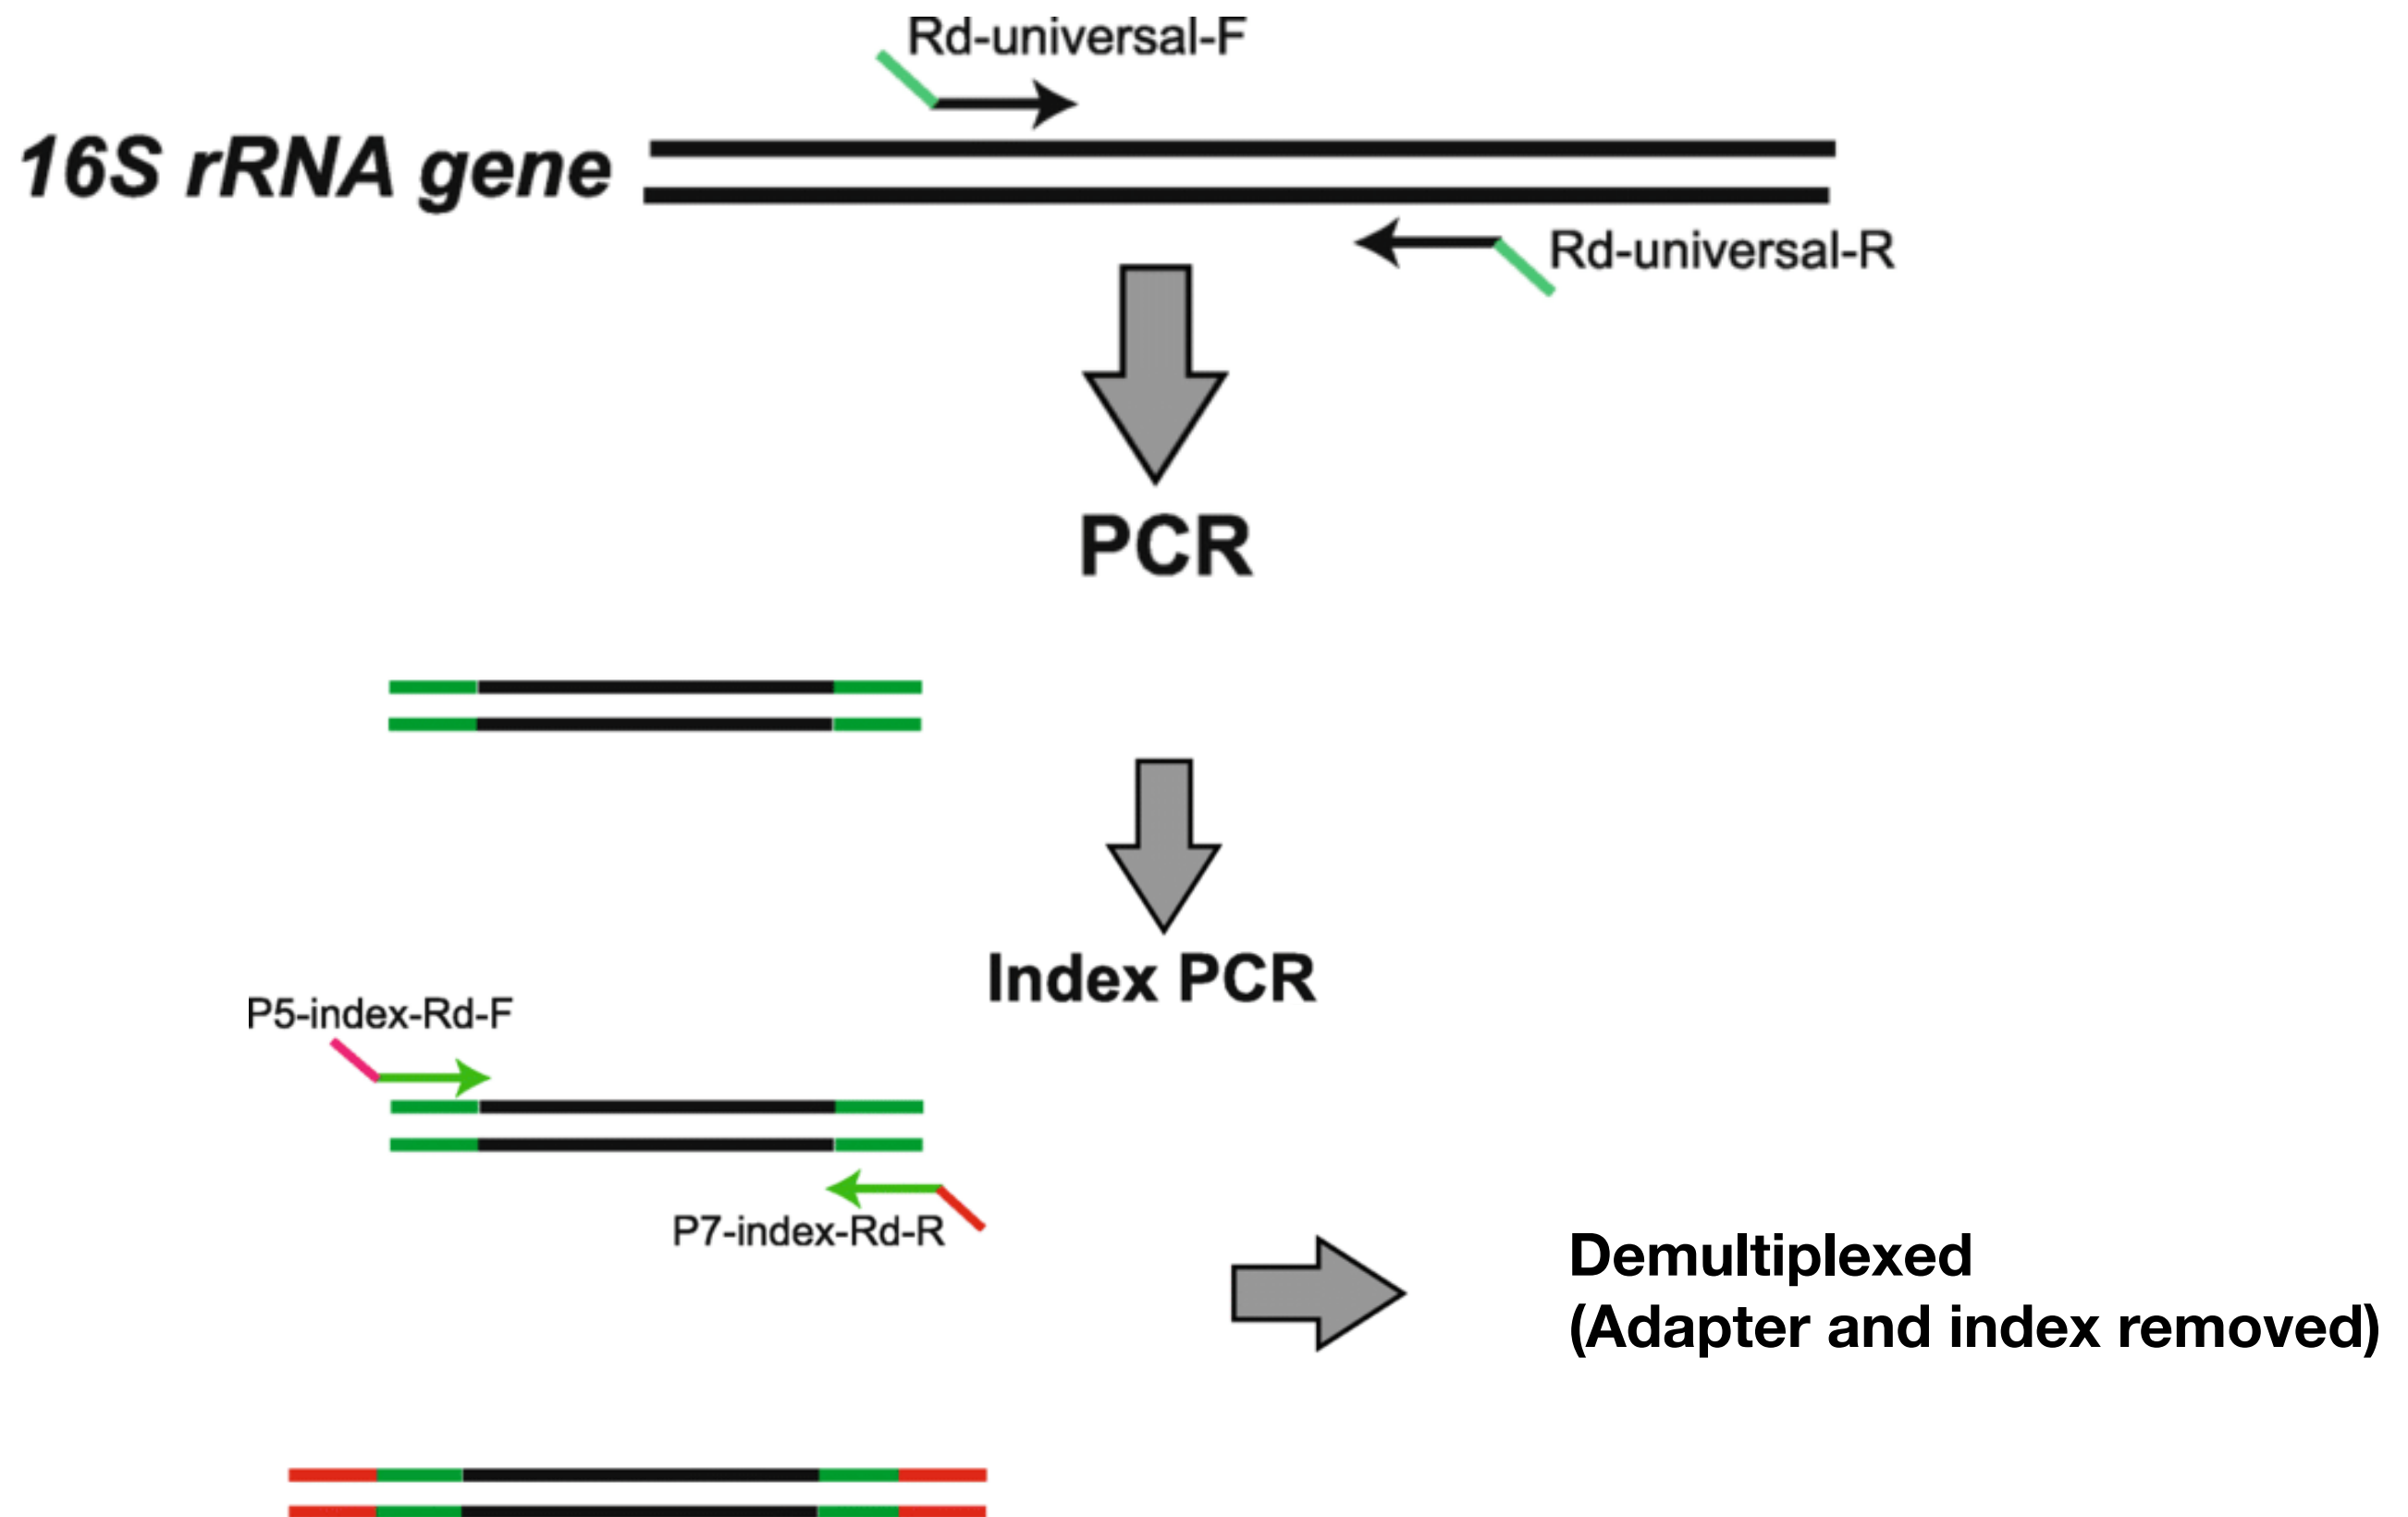 Rd-universal-F
16S rRNA gene
Rd-universal-R
PCR
Index PCR
P5-index-Rd-F
P7-index-Rd-R
Demultiplexed
(Adapter and index removed)